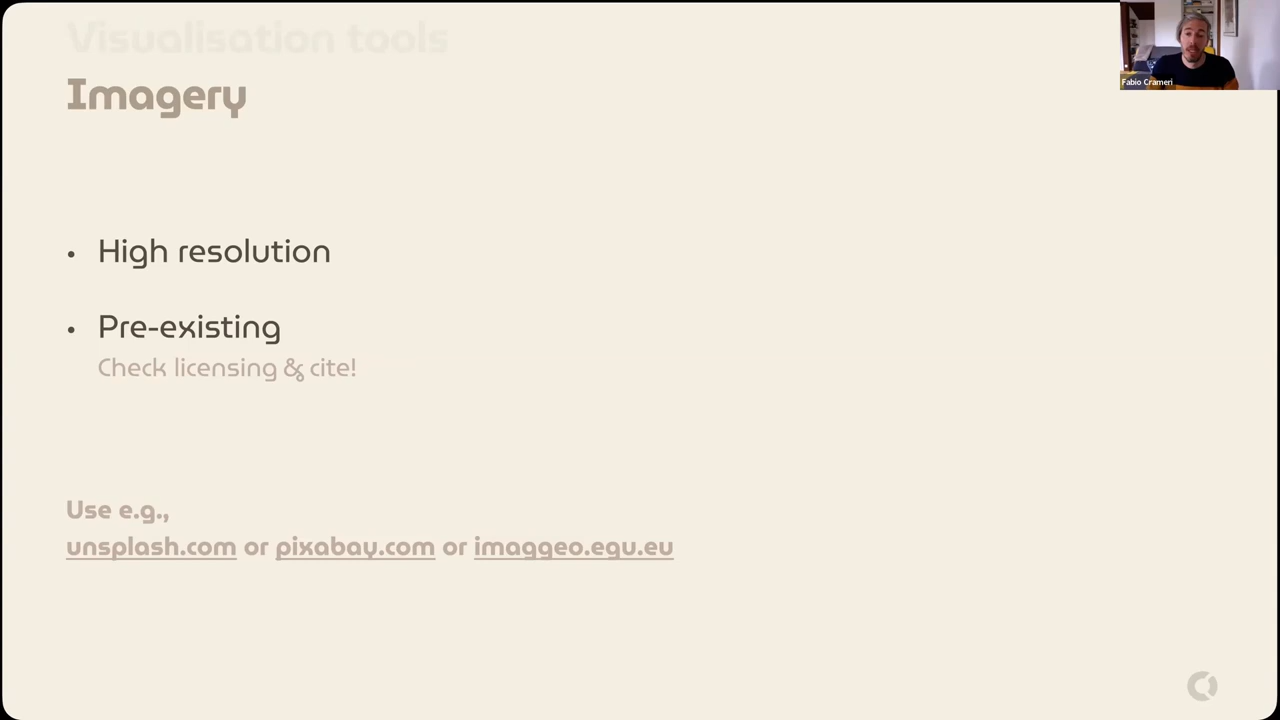 Visualisation tools
Imagery
Fabio Crameri
• High resolution
• Pre-existing
Check licensing & cite!
Use e.g.,
unsplash.com or pixabay.com or imaggeo.egu.eu